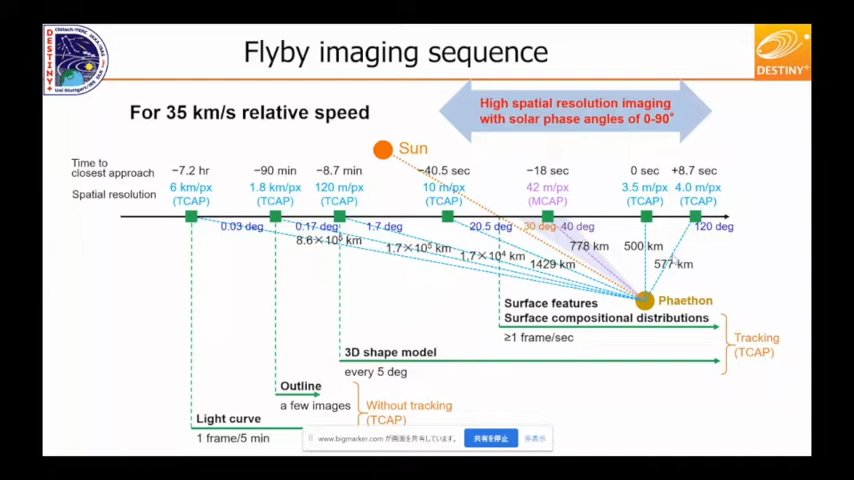 Flyby imaging sequence
DESTINY+
DESTINY+
For 35 km/s relative speed
High spatial resolution imaging
with solar phase angles of 0-90°
Sun
Time to
closest approach
−7.2 hr
−90 min
−8.7 min
−40.5 sec
−18 sec
0 sec
+8.7 sec
Spatial resolution
6 km/px
(TCAP)
1.8 km/px
(TCAP)
120 m/px
(TCAP)
10 m/px
(TCAP)
42 m/px
(MCAP)
3.5 m/px
(TCAP)
4.0 m/px
(TCAP)
0.03 deg
0.17 deg
1.7 deg
20.5 deg
30 deg
40 deg
120 deg
1.7×10⁵ km
1.7×10⁴ km
1429 km
778 km
500 km
577 km
Phaethon
Surface features
Surface compositional distributions
≥1 frame/sec
Tracking
(TCAP)
3D shape model
every 5 deg
Outline
a few images
Without tracking
(TCAP)
Light curve
1 frame/5 min
www.bigmarker.com が画面を共有しています。
共有を停止
非表示